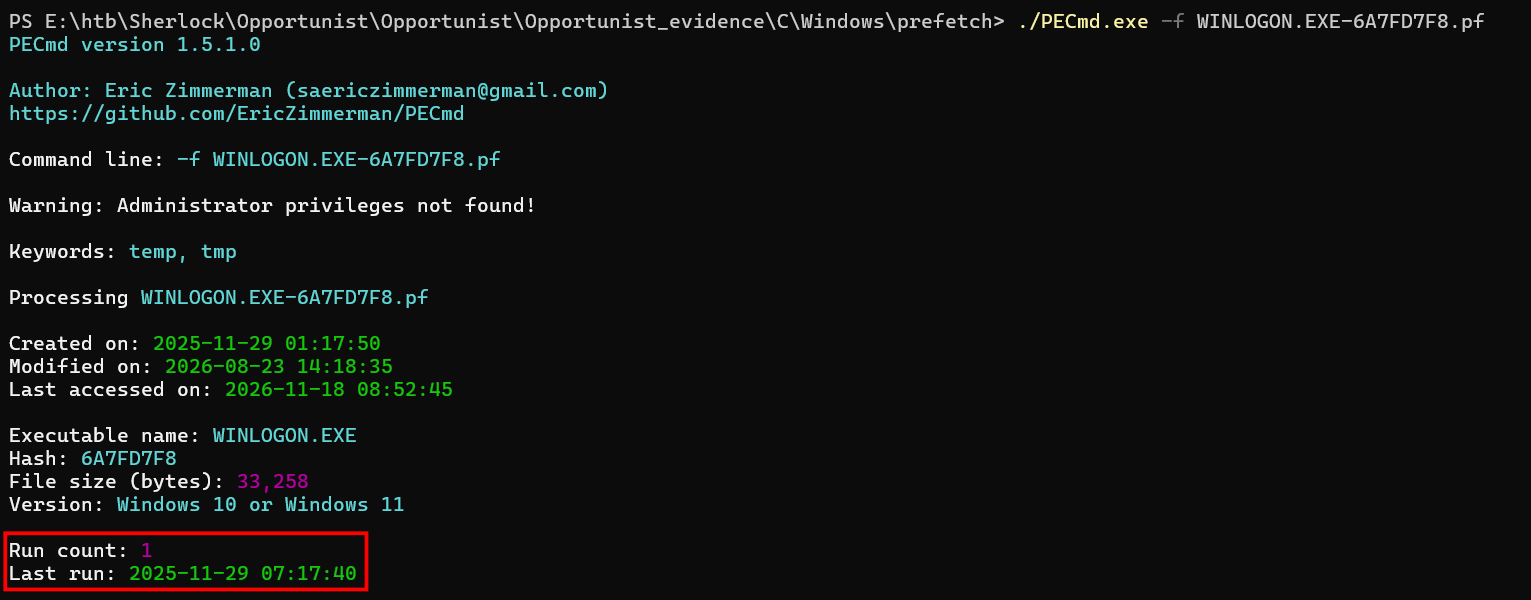 PS E:\htb\Sherlock\Opportunist\Opportunist\Opportunist_evidence\C\Windows\prefetch> ./PECmd.exe -f WINLOGON.EXE-6A7FD7F8.pf
PECmd version 1.5.1.0
Author: Eric Zimmerman (saericzimmerman@gmail.com)
https://github.com/EricZimmerman/PECmd
Command line: -f WINLOGON.EXE-6A7FD7F8.pf
Warning: Administrator privileges not found!
Keywords: temp, tmp
Processing WINLOGON.EXE-6A7FD7F8.pf
Created on: 2025-11-29 01:17:50
Modified on: 2026-08-23 14:18:35
Last accessed on: 2026-11-18 08:52:45
Executable name: WINLOGON.EXE
Hash: 6A7FD7F8
File size (bytes): 33,258
Version: Windows 10 or Windows 11
Run count: 1
Last run: 2025-11-29 07:17:40